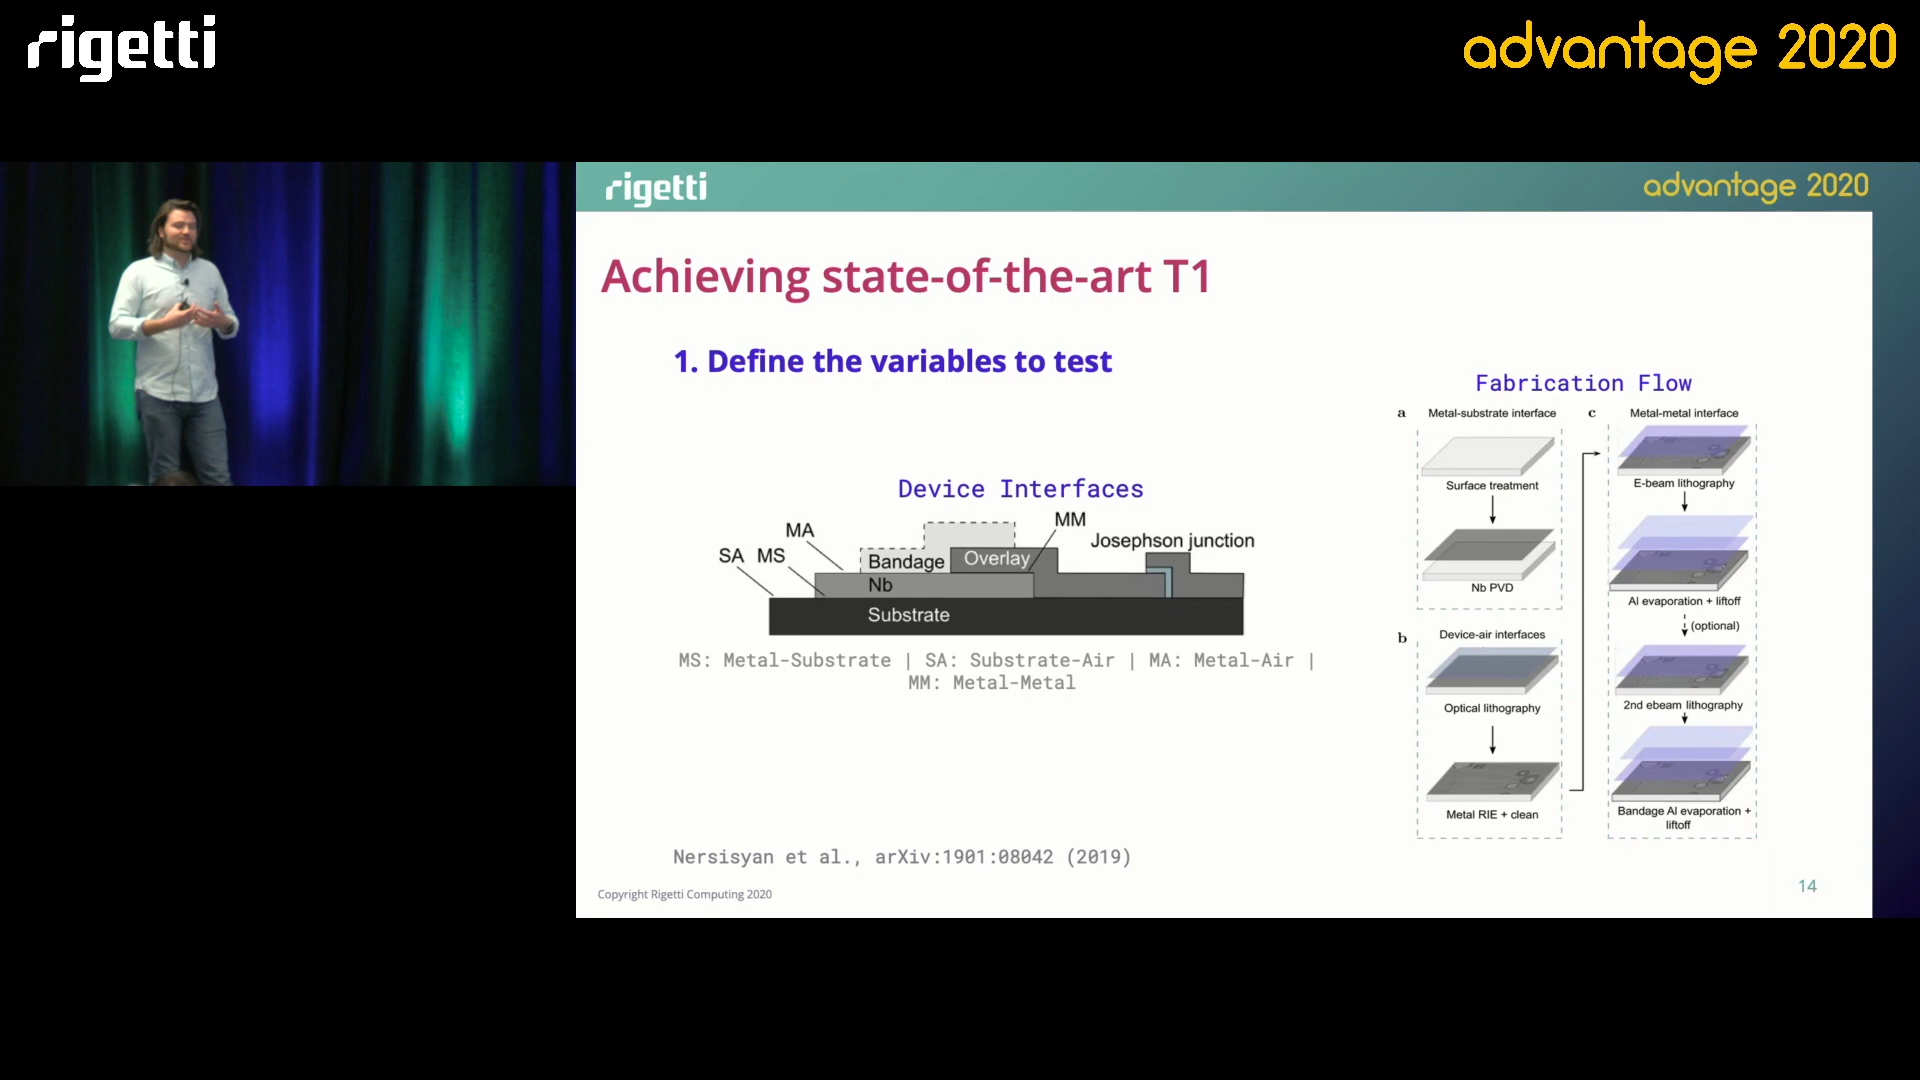 rigetti
advantage 2020
rigetti
advantage 2020
Achieving state-of-the-art T1
1. Define the variables to test
Device Interfaces
MA
MM
SA MS
Josephson junction
Bandage
Overlay
Nb
Substrate
MS: Metal-Substrate | SA: Substrate-Air | MA: Metal-Air |
MM: Metal-Metal
Fabrication Flow
a Metal-substrate interface
Surface treatment
Nb PVD
b Device-air interfaces
Optical lithography
Metal RIE + clean
c Metal-metal interface
E-beam lithography
Al evaporation + liftoff
(optional)
2nd ebeam lithography
Bandage Al evaporation +
liftoff
Nersisyan et al., arXiv:1901:08042 (2019)
Copyright Rigetti Computing 2020
14